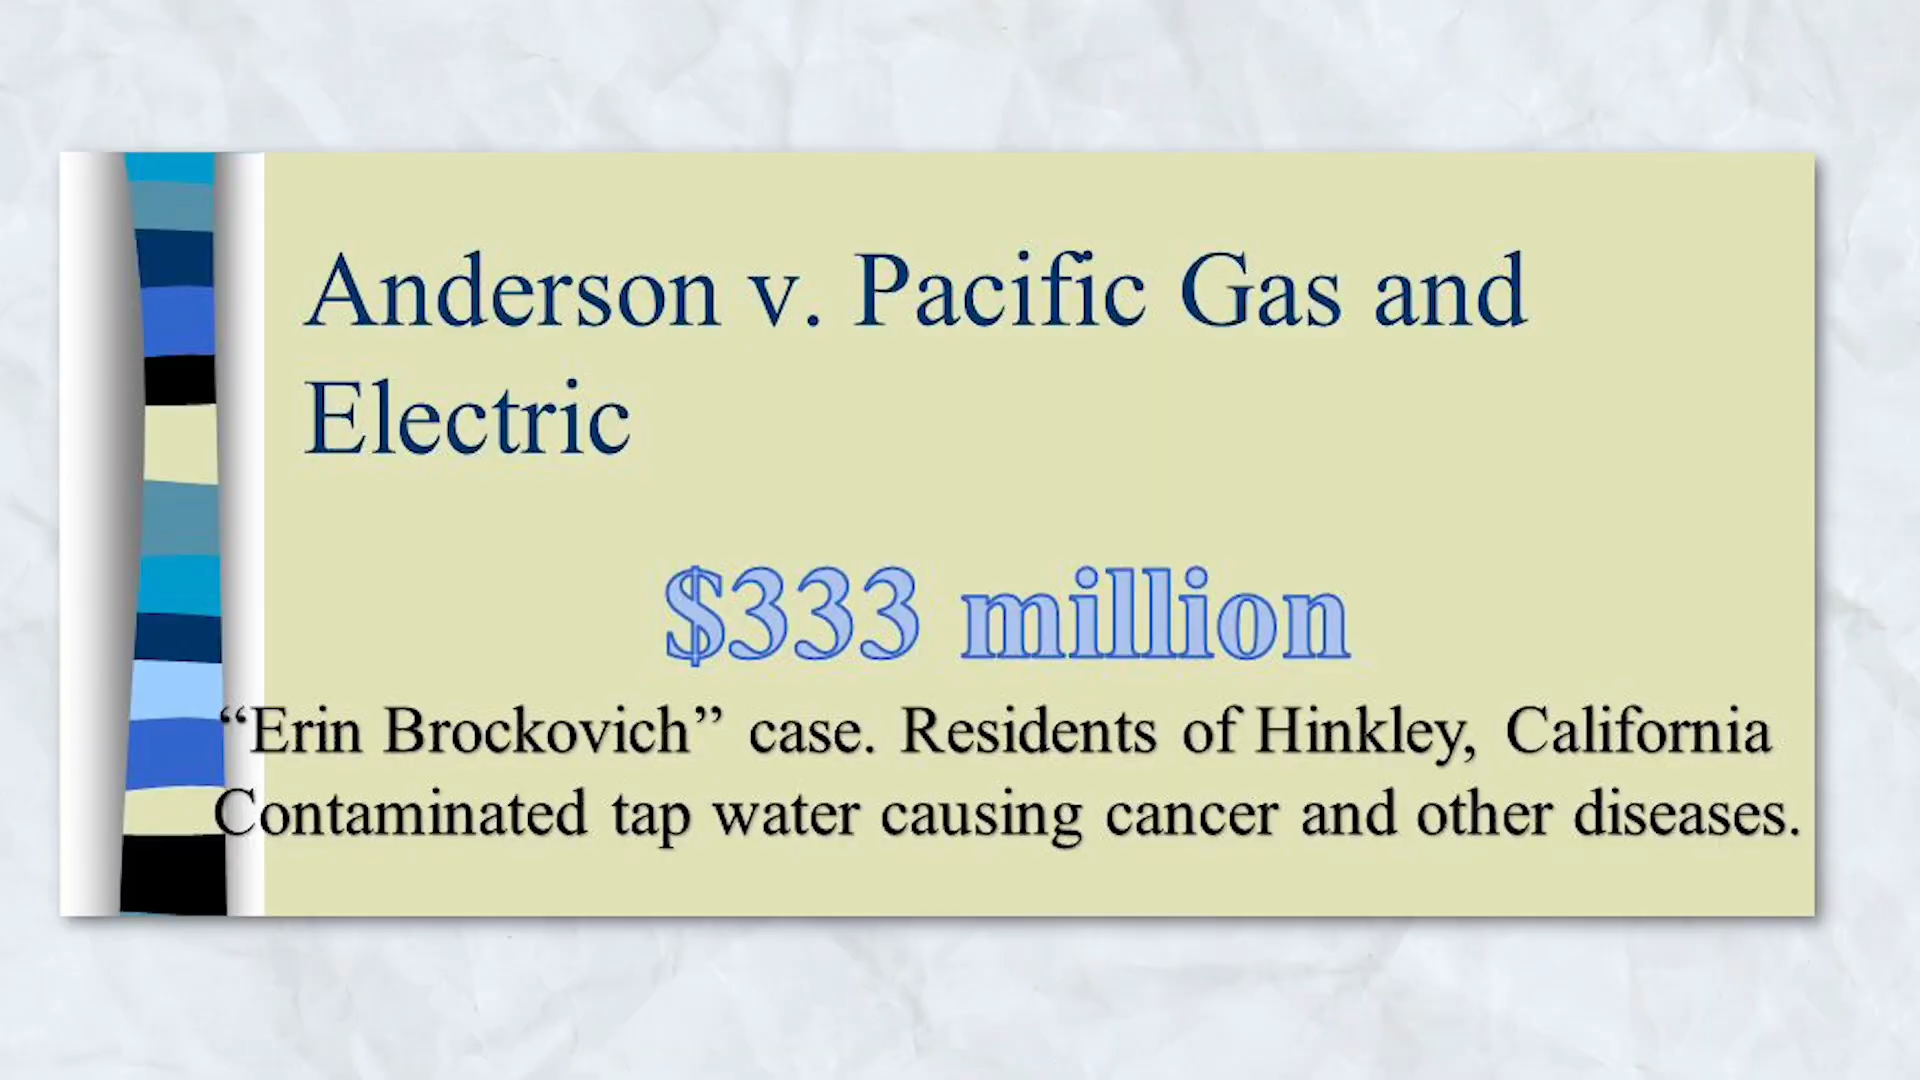 Anderson v. Pacific Gas and
Electric
$333 million
“Erin Brockovich” case. Residents of Hinkley, California
Contaminated tap water causing cancer and other diseases.